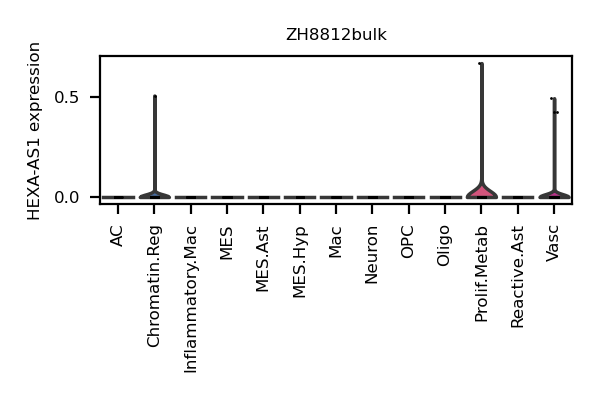 ZH8812bulk
HEXA-AS1 expression
0.5
0.0
AC
Chromatin.Reg
Inflammatory.Mac
MES
MES.Ast
MES.Hyp
Mac
Neuron
OPC
Oligo
Prolif.Metab
Reactive.Ast
Vasc